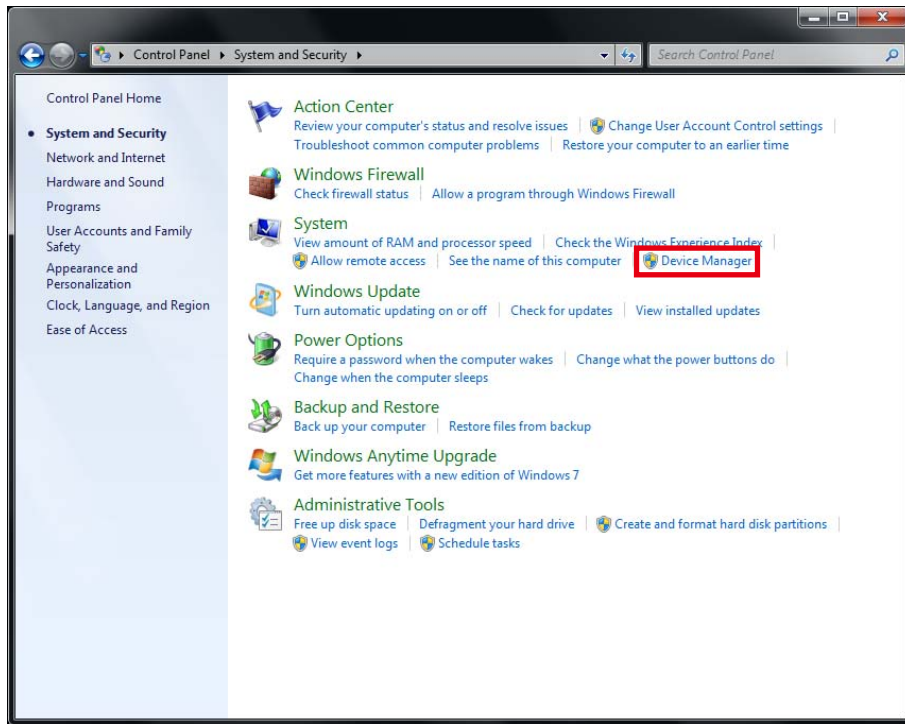 Control Panel ▸ System and Security ▸
Search Control Panel
Control Panel Home
• System and Security
Network and Internet
Hardware and Sound
Programs
User Accounts and Family
Safety
Appearance and
Personalization
Clock, Language, and Region
Ease of Access
Action Center
Review your computer's status and resolve issues | Change User Account Control settings |
Troubleshoot common computer problems | Restore your computer to an earlier time
Windows Firewall
Check firewall status | Allow a program through Windows Firewall
System
View amount of RAM and processor speed | Check the Windows Experience Index |
Allow remote access | See the name of this computer | Device Manager
Windows Update
Turn automatic updating on or off | Check for updates | View installed updates
Power Options
Require a password when the computer wakes | Change what the power buttons do |
Change when the computer sleeps
Backup and Restore
Back up your computer | Restore files from backup
Windows Anytime Upgrade
Get more features with a new edition of Windows 7
Administrative Tools
Free up disk space | Defragment your hard drive | Create and format hard disk partitions |
View event logs | Schedule tasks